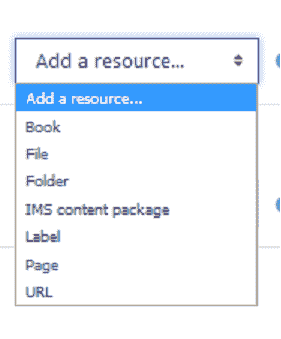 Add a resource...
Add a resource...
Book
File
Folder
IMS content package
Label
Page
URL